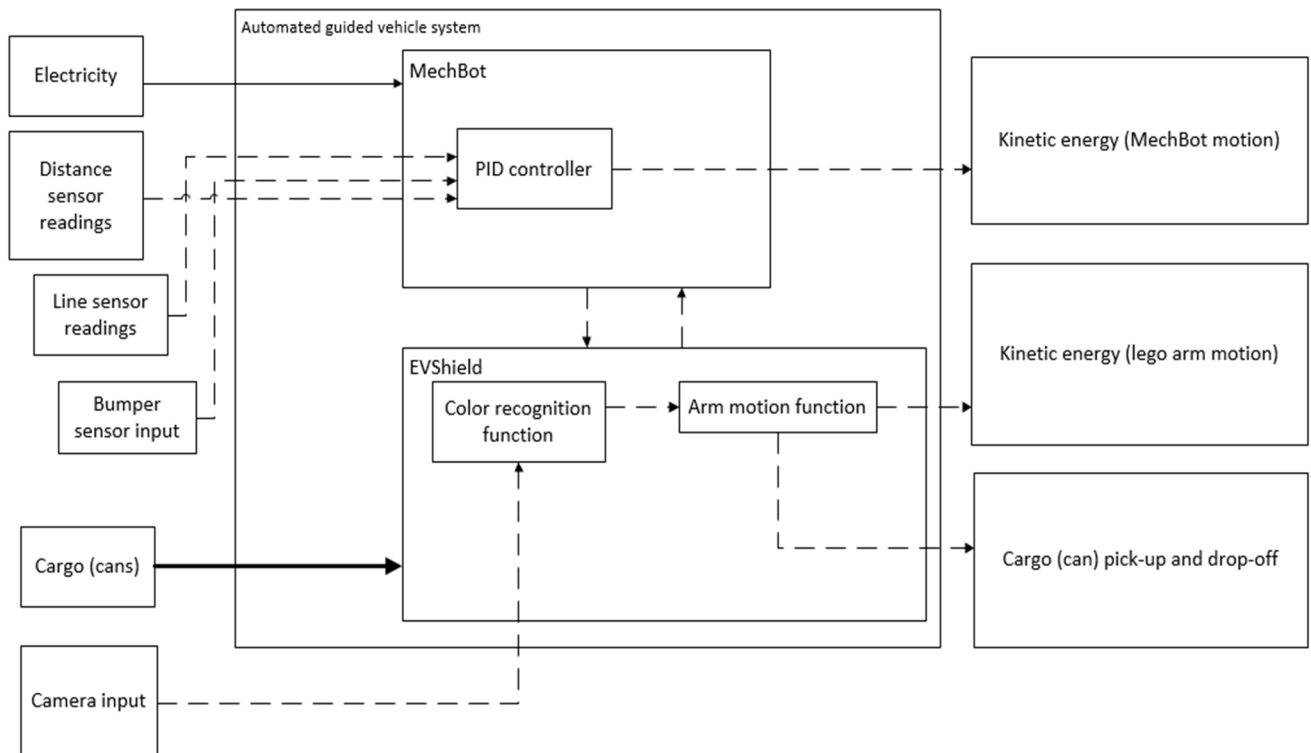 Automated guided vehicle system
Electricity
MechBot
Distance
sensor
readings
PID controller
Kinetic energy (MechBot motion)
Line sensor
readings
Bumper
sensor input
EVShield
Color recognition
function
Arm motion function
Kinetic energy (lego arm motion)
Cargo (cans)
Cargo (can) pick-up and drop-off
Camera input